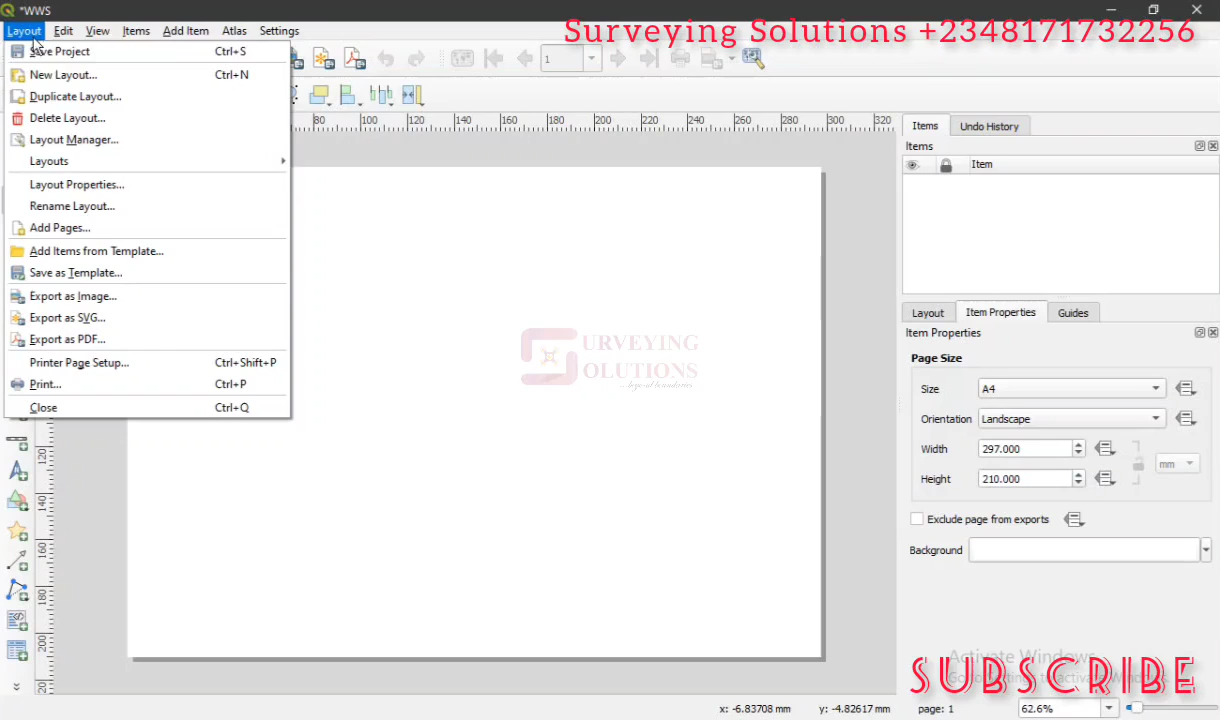 *WWS
Surveying Solutions +2348171732256
Layout Edit View Items Add Item Atlas Settings
Save Project Ctrl+S
New Layout... Ctrl+N
Duplicate Layout...
Delete Layout...
Layout Manager...
Layouts
Layout Properties...
Rename Layout...
Add Pages...
Add Items from Template...
Save as Template...
Export as Image...
Export as SVG...
Export as PDF...
Printer Page Setup... Ctrl+Shift+P
Print... Ctrl+P
Close Ctrl+Q
1
80 100 120 140 160 180 200 220 240 260 280 300 320
120
140
160
180
200
SURVEYING
SOLUTIONS
...beyond boundaries
Items Undo History
Items
Item
Layout Item Properties Guides
Item Properties
Page Size
Size A4
Orientation Landscape
Width 297.000
mm
Height 210.000
Exclude page from exports
Background
Activate Windows
SUBSCRIBE
x: -6.83708 mm y: -4.82617 mm page: 1 62.6%